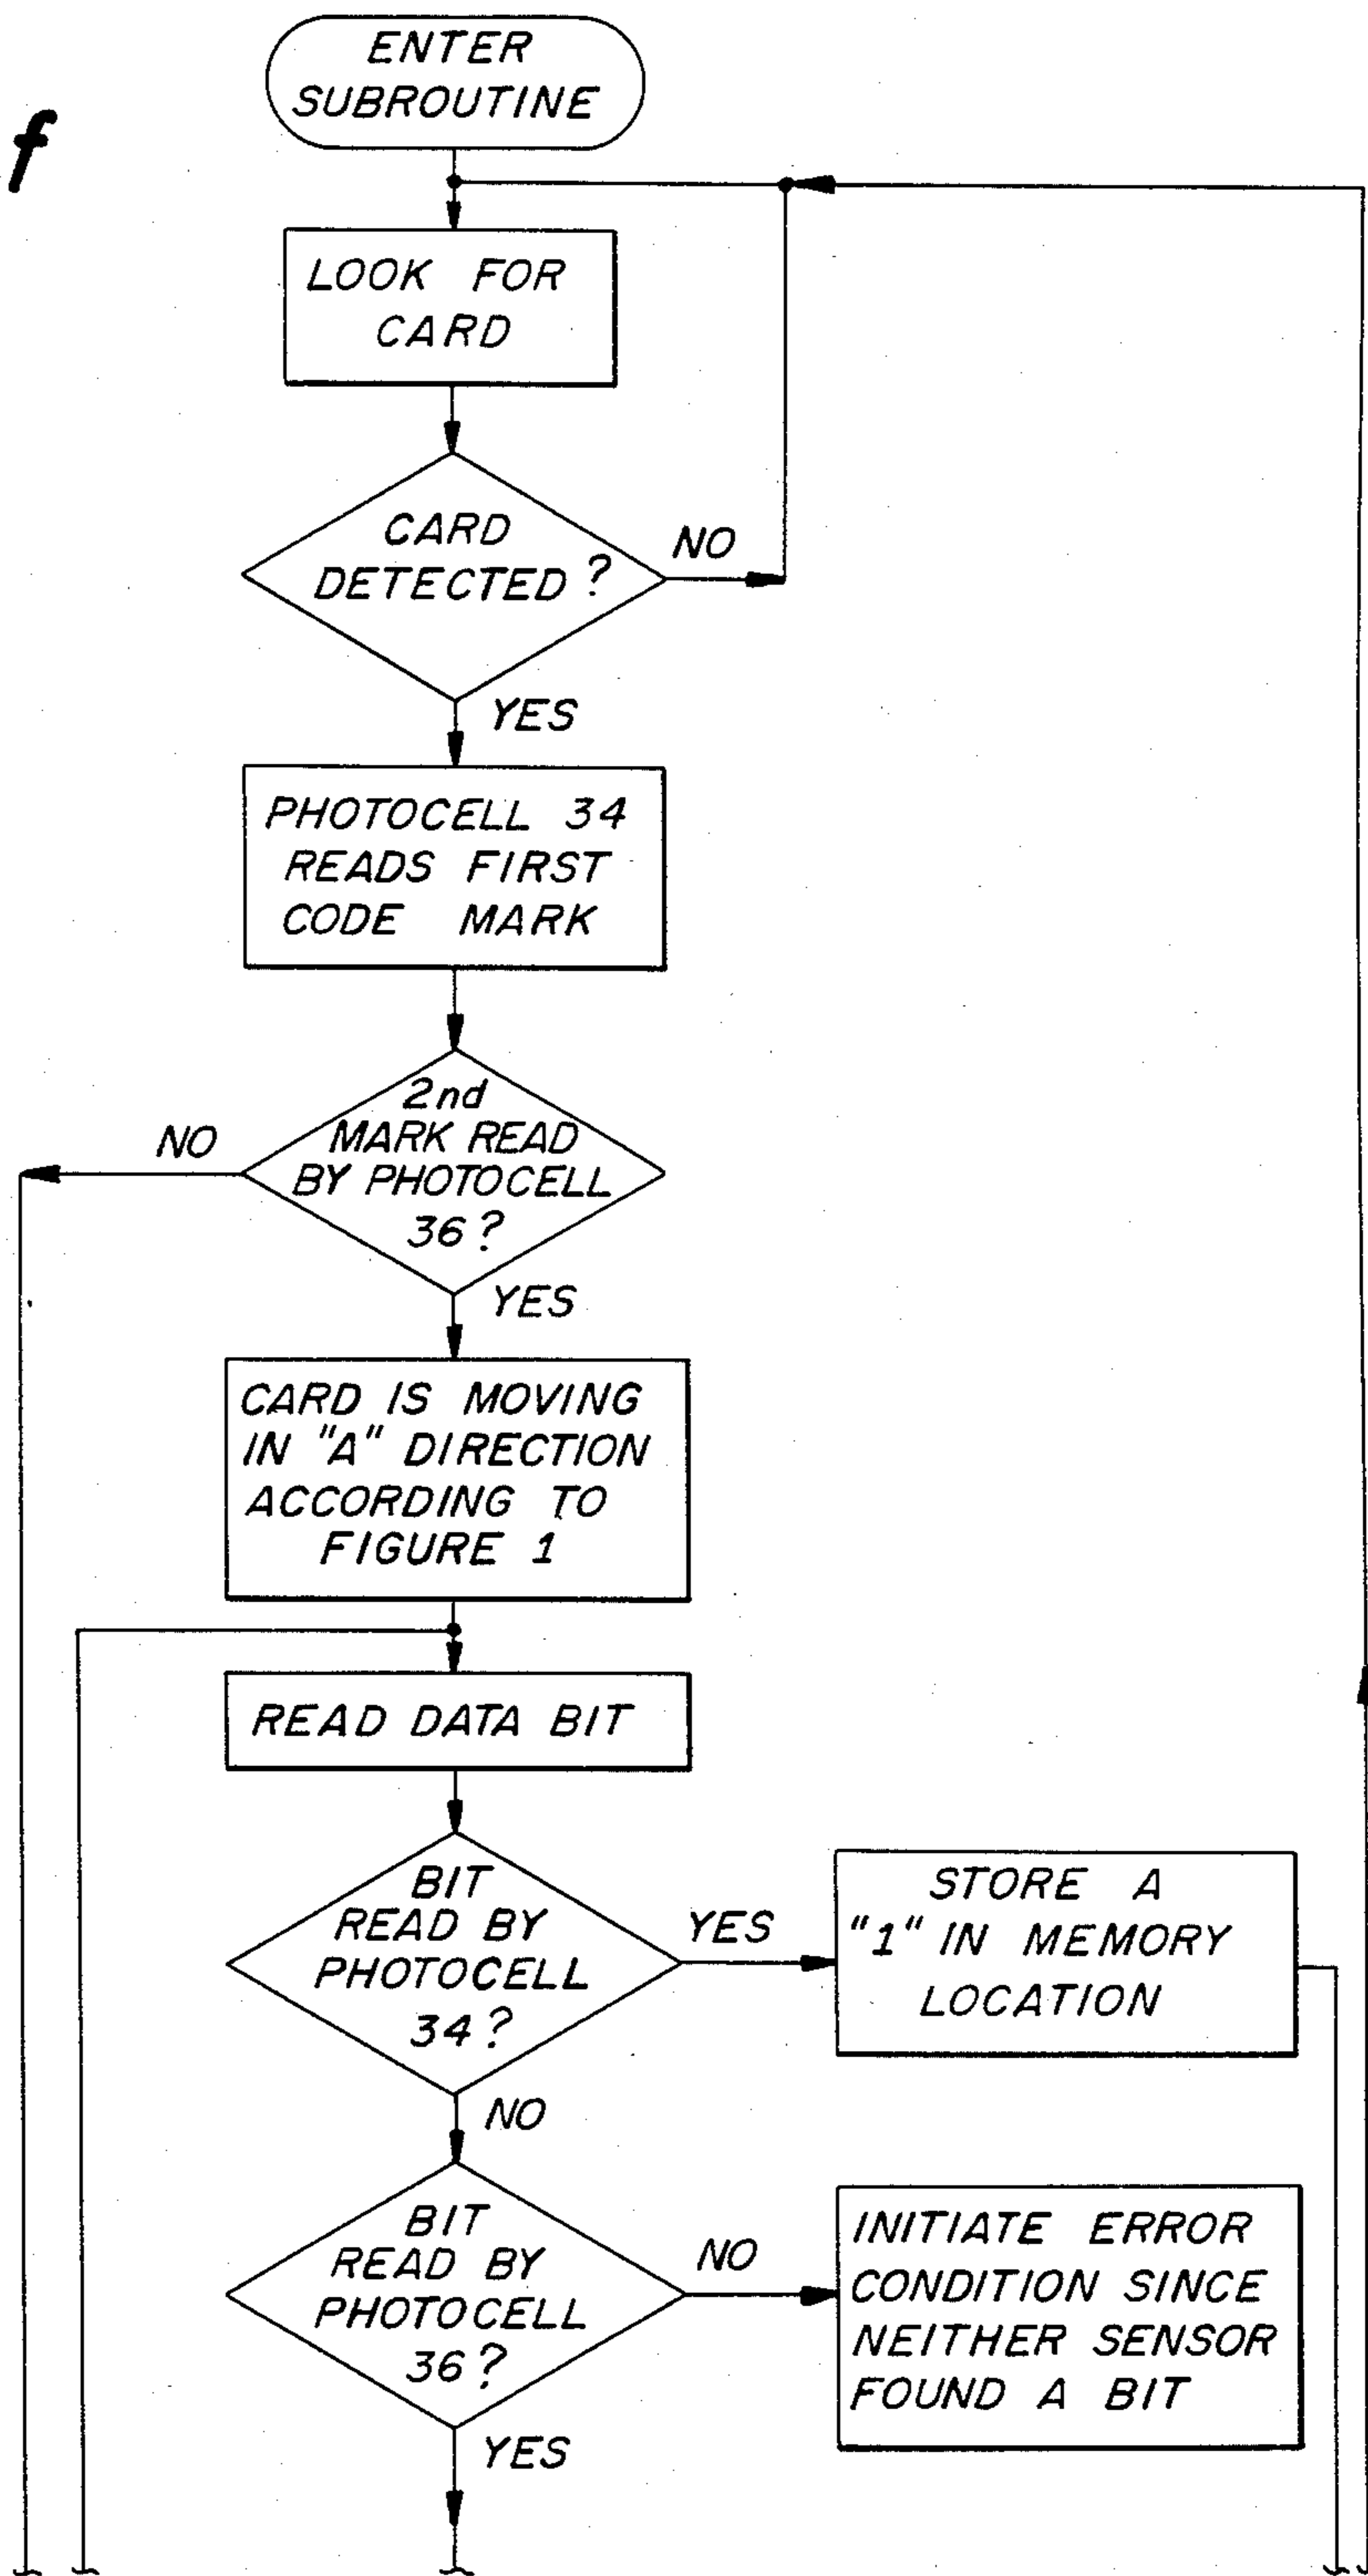 f
ENTER
SUBROUTINE
LOOK FOR
CARD
CARD
DETECTED ?
NO
YES
PHOTOCELL 34
READS FIRST
CODE MARK
2nd
MARK READ
BY PHOTOCELL
36 ?
NO
YES
CARD IS MOVING
IN "A" DIRECTION
ACCORDING TO
FIGURE 1
READ DATA BIT
BIT
READ BY
PHOTOCELL
34 ?
YES
STORE A
"1" IN MEMORY
LOCATION
NO
BIT
READ BY
PHOTOCELL
36 ?
NO
INITIATE ERROR
CONDITION SINCE
NEITHER SENSOR
FOUND A BIT
YES